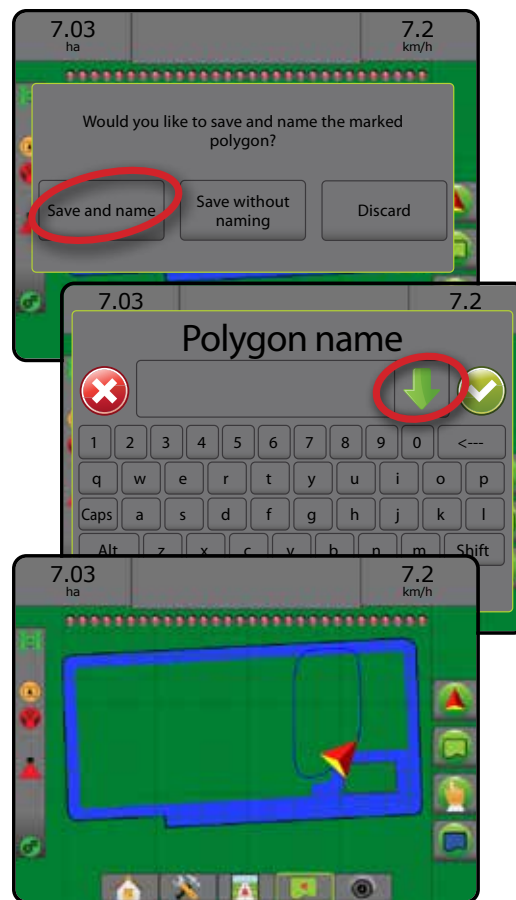 7.03
7.2
ha
km/h
Would you like to save and name the marked
polygon?
Save and name
Save without
naming
Discard
7.03
7.2
Polygon name
1 2 3 4 5 6 7 8 9 0 <---
q w e r t y u i o p
Caps a s d f g h j k l
Alt z x c v b n m Shift
7.03
7.2
ha
km/h